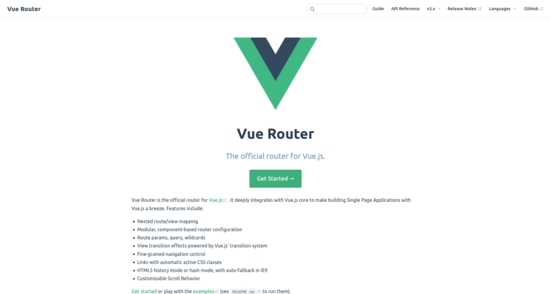 Vue Router
Guide API Reference v3.x Release Notes Languages GitHub
Vue Router
The official router for Vue.js.
Get Started →
Vue Router is the official router for Vue.js . It deeply integrates with Vue.js core to make building Single Page Applications with
Vue.js a breeze. Features include:
• Nested route/view mapping
• Modular, component-based router configuration
• Route params, query, wildcards
• View transition effects powered by Vue.js' transition system
• Fine-grained navigation control
• Links with automatic active CSS classes
• HTML5 history mode or hash mode, with auto-fallback in IE9
• Customizable Scroll Behavior
Get started or play with the examples (see README.md to run them).